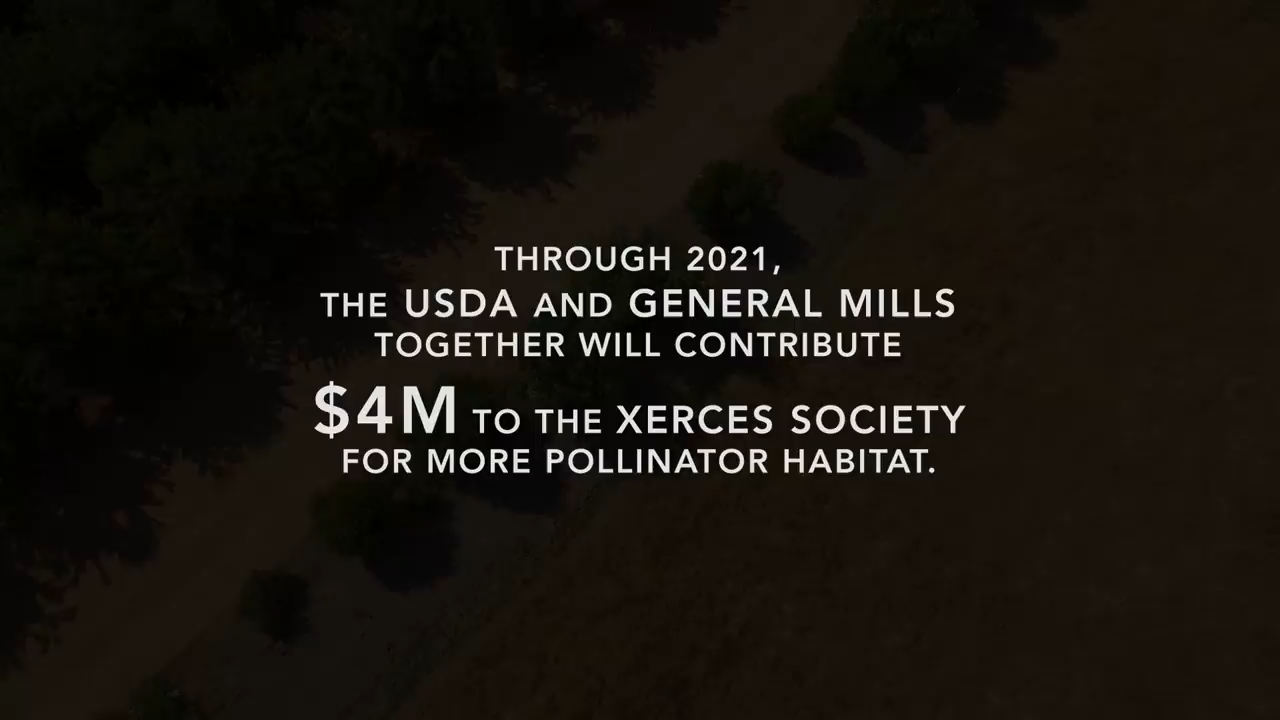 THROUGH 2021,
THE USDA AND GENERAL MILLS
TOGETHER WILL CONTRIBUTE
$4M TO THE XERCES SOCIETY
FOR MORE POLLINATOR HABITAT.